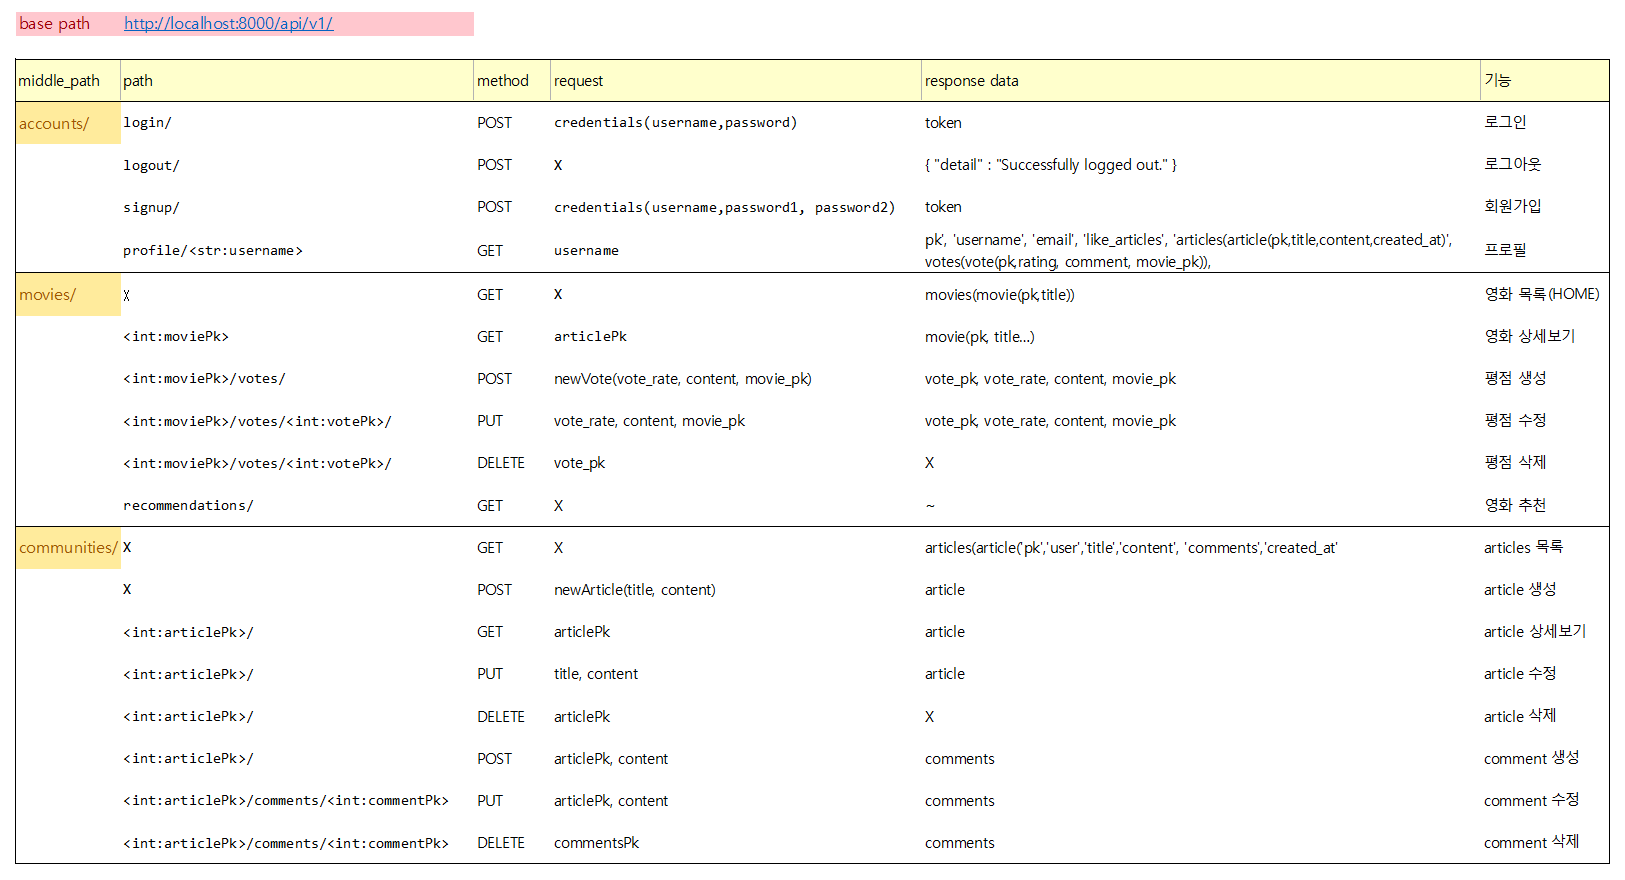 base path http://localhost:8000/api/v1/
middle_path path method request response data 기능
accounts/ login/ POST credentials(username,password) token 로그인
logout/ POST X { "detail" : "Successfully logged out." } 로그아웃
signup/ POST credentials(username,password1, password2) token 회원가입
profile/<str:username> GET username pk', 'username', 'email', 'like_articles', 'articles(article(pk,title,content,created_at)', 프로필
votes(vote(pk,rating, comment, movie_pk)),
movies/ X GET X movies(movie(pk,title)) 영화 목록(HOME)
<int:moviePk> GET articlePk movie(pk, title...) 영화 상세보기
<int:moviePk>/votes/ POST newVote(vote_rate, content, movie_pk) vote_pk, vote_rate, content, movie_pk 평점 생성
<int:moviePk>/votes/<int:votePk>/ PUT vote_rate, content, movie_pk vote_pk, vote_rate, content, movie_pk 평점 수정
<int:moviePk>/votes/<int:votePk>/ DELETE vote_pk X 평점 삭제
recommendations/ GET X ~ 영화 추천
communities/ X GET X articles(article('pk','user','title','content', 'comments','created_at' articles 목록
X POST newArticle(title, content) article article 생성
<int:articlePk>/ GET articlePk article article 상세보기
<int:articlePk>/ PUT title, content article article 수정
<int:articlePk>/ DELETE articlePk X article 삭제
<int:articlePk>/ POST articlePk, content comments comment 생성
<int:articlePk>/comments/<int:commentPk> PUT articlePk, content comments comment 수정
<int:articlePk>/comments/<int:commentPk> DELETE commentsPk comments comment 삭제